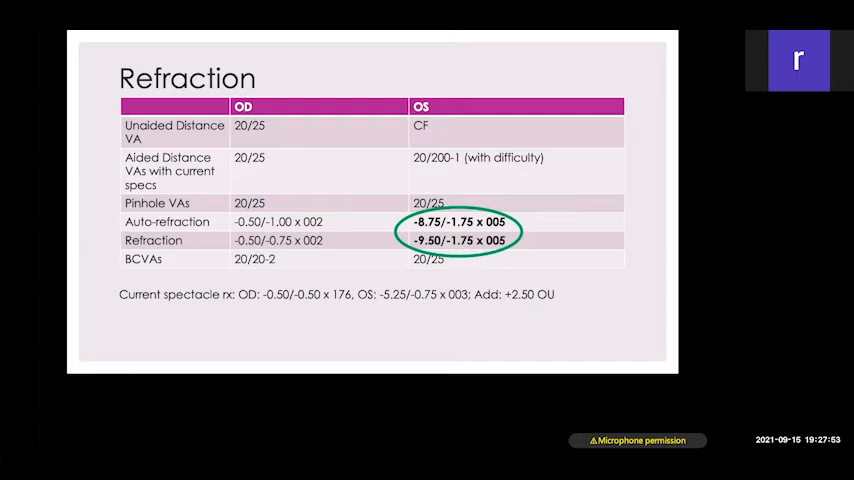 Refraction
OD OS
Unaided Distance VA 20/25 CF
Aided Distance VAs with current specs 20/25 20/200-1 (with difficulty)
Pinhole VAs 20/25 20/25
Auto-refraction -0.50/-1.00 x 002 -8.75/-1.75 x 005
Refraction -0.50/-0.75 x 002 -9.50/-1.75 x 005
BCVAs 20/20-2 20/25
Current spectacle rx: OD: -0.50/-0.50 x 176, OS: -5.25/-0.75 x 003; Add: +2.50 OU
r
⚠Microphone permission
2021-09-15 19:27:53